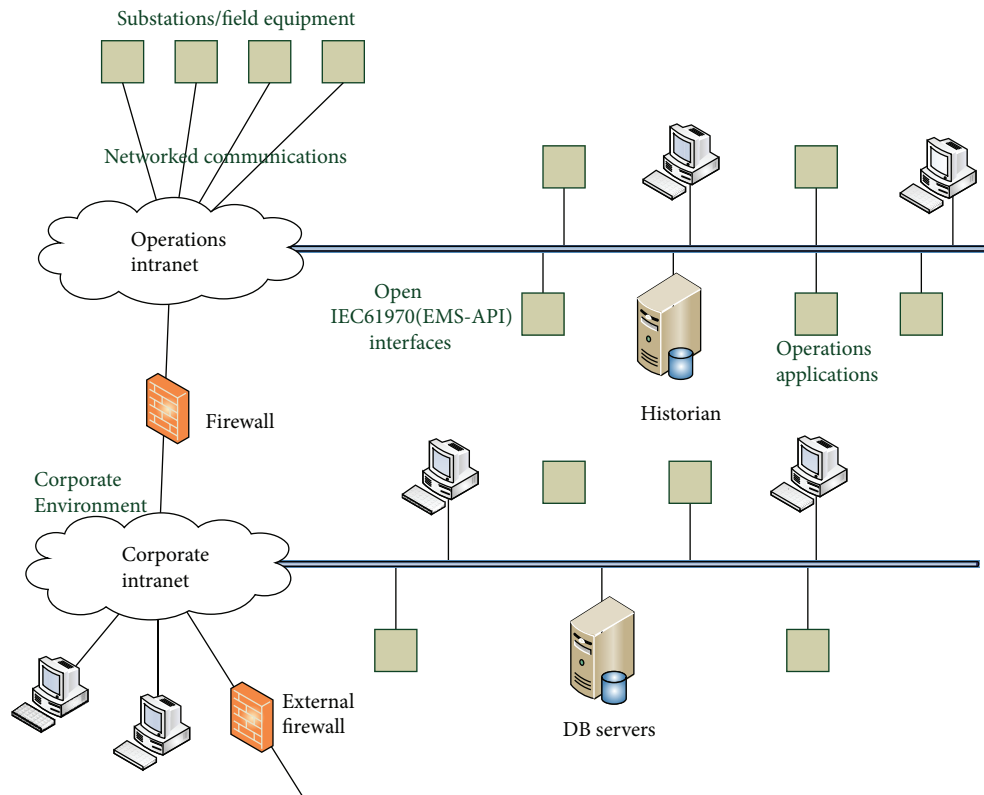 Substations/field equipment
Networked communications
Operations
intranet
Open
IEC61970(EMS-API)
interfaces
Operations
applications
Historian
Firewall
Corporate
Environment
Corporate
intranet
External
firewall
DB servers